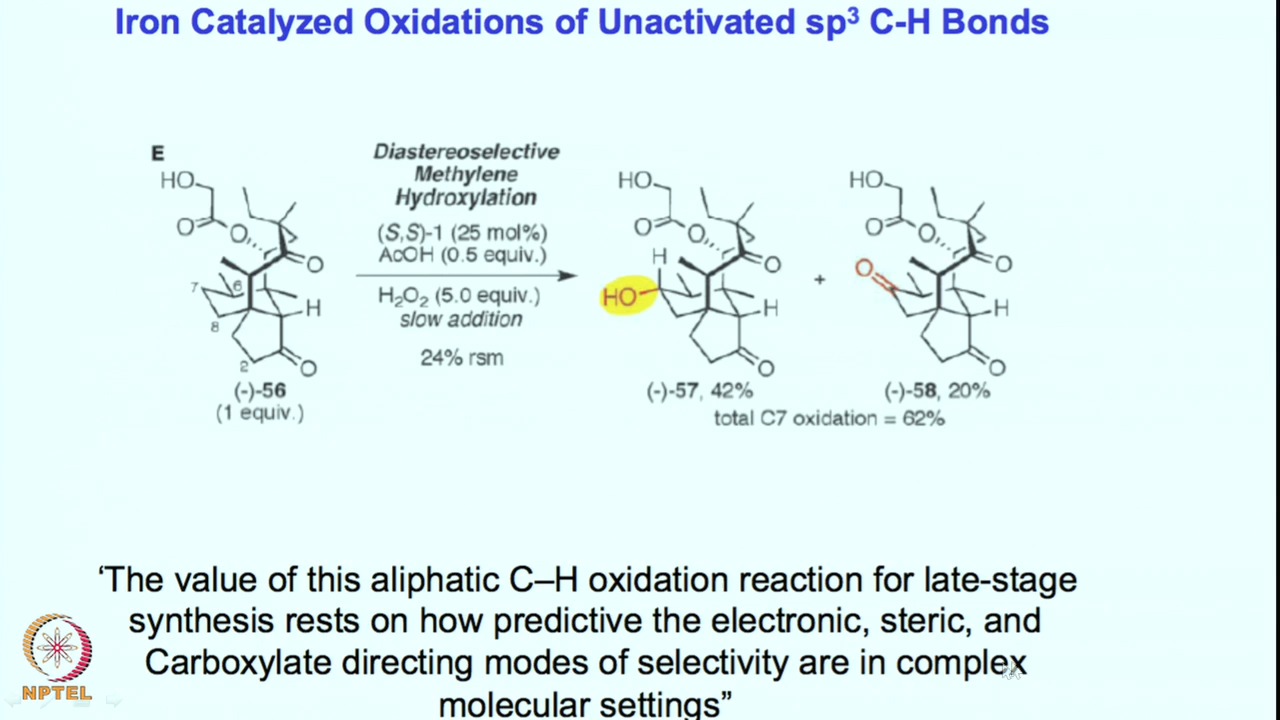 Iron Catalyzed Oxidations of Unactivated sp³ C-H Bonds
E
HO
O
O
O
7
6
8
H
2
O
(-)-56
(1 equiv.)
Diastereoselective
Methylene
Hydroxylation
(S,S)-1 (25 mol%)
AcOH (0.5 equiv.)
H₂O₂ (5.0 equiv.)
slow addition
24% rsm
HO
O
O
H
O
HO
H
O
(-)-57, 42%
+
HO
O
O
O
O
H
O
(-)-58, 20%
total C7 oxidation = 62%
‘The value of this aliphatic C–H oxidation reaction for late-stage
synthesis rests on how predictive the electronic, steric, and
Carboxylate directing modes of selectivity are in complex
molecular settings”
NPTEL